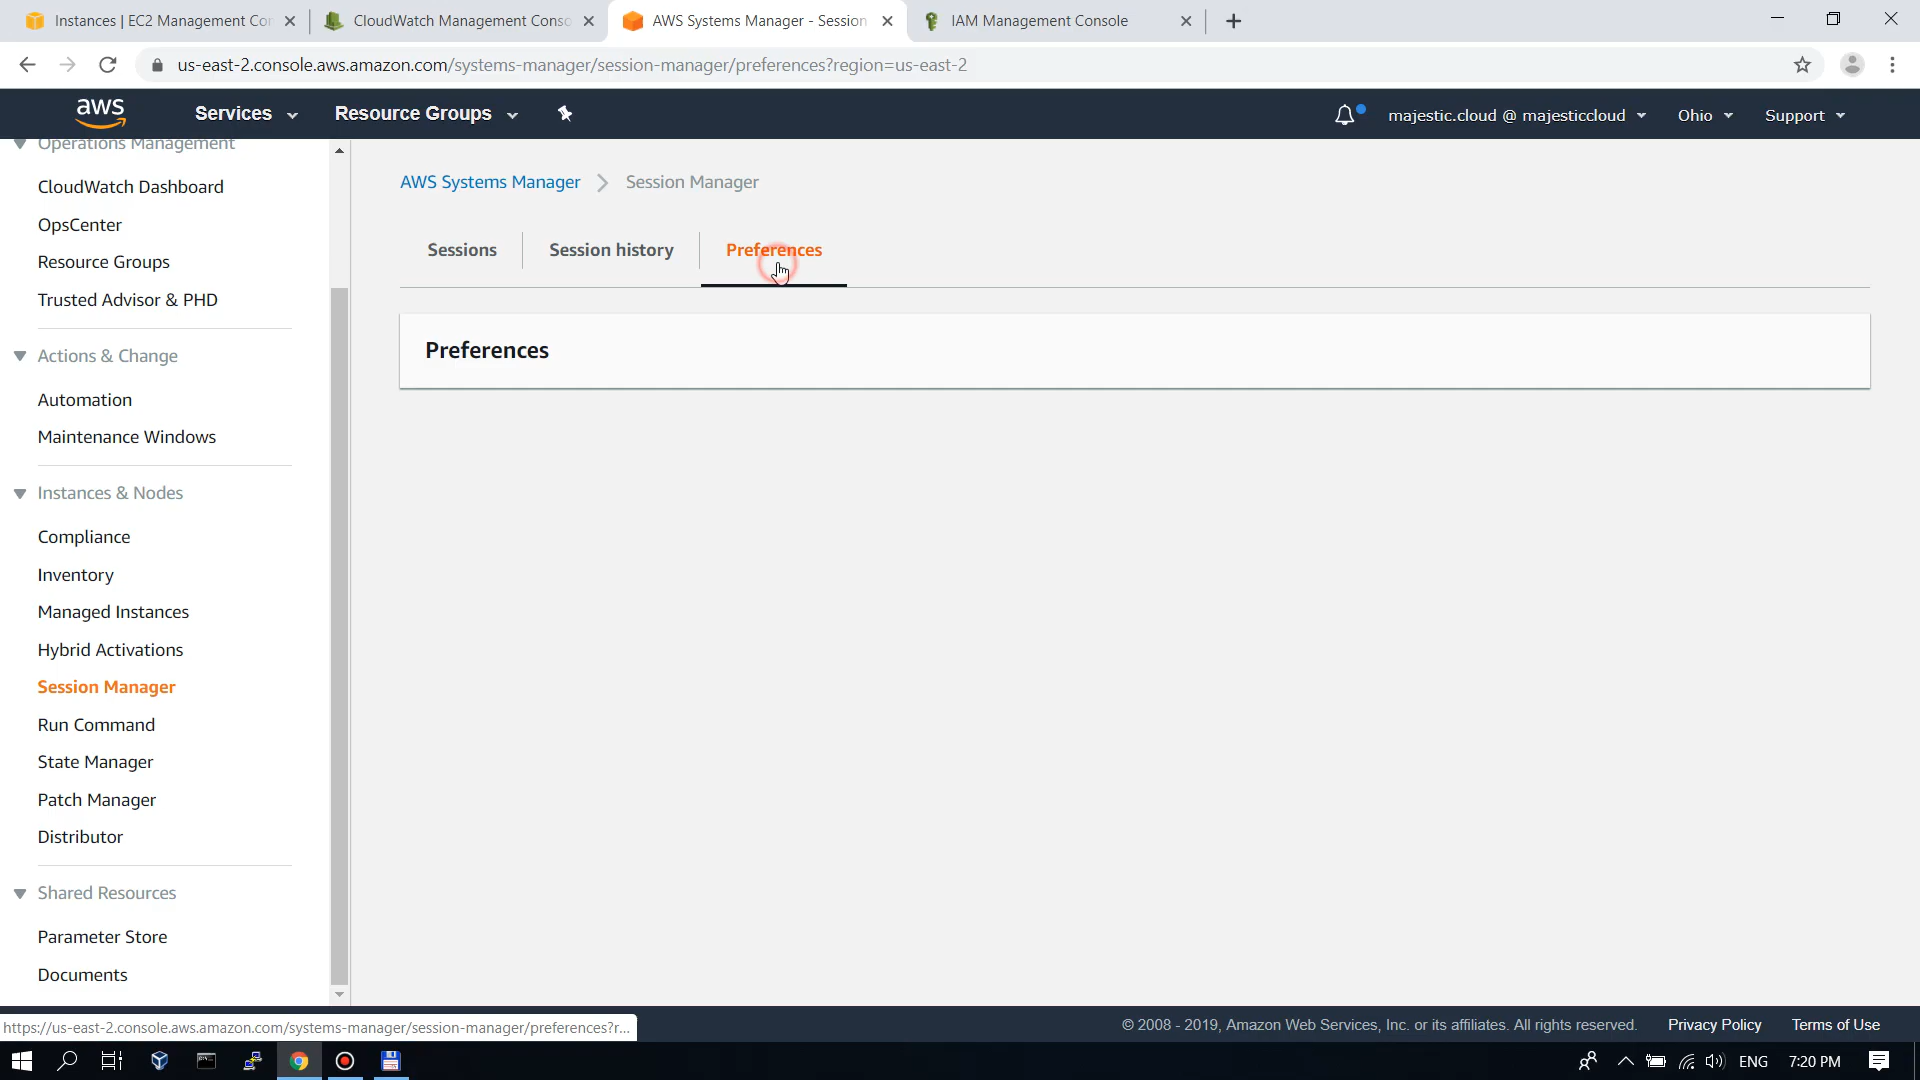 Instances | EC2 Management Con
CloudWatch Management Conso
AWS Systems Manager - Session
IAM Management Console
us-east-2.console.aws.amazon.com/systems-manager/session-manager/preferences?region=us-east-2
aws
Services
Resource Groups
majestic.cloud @ majesticcloud
Ohio
Support
Operations Management
CloudWatch Dashboard
OpsCenter
Resource Groups
Trusted Advisor & PHD
Actions & Change
Automation
Maintenance Windows
Instances & Nodes
Compliance
Inventory
Managed Instances
Hybrid Activations
Session Manager
Run Command
State Manager
Patch Manager
Distributor
Shared Resources
Parameter Store
Documents
AWS Systems Manager
Session Manager
Sessions
Session history
Preferences
Preferences
https://us-east-2.console.aws.amazon.com/systems-manager/session-manager/preferences?r...
© 2008 - 2019, Amazon Web Services, Inc. or its affiliates. All rights reserved.
Privacy Policy
Terms of Use
ENG
7:20 PM